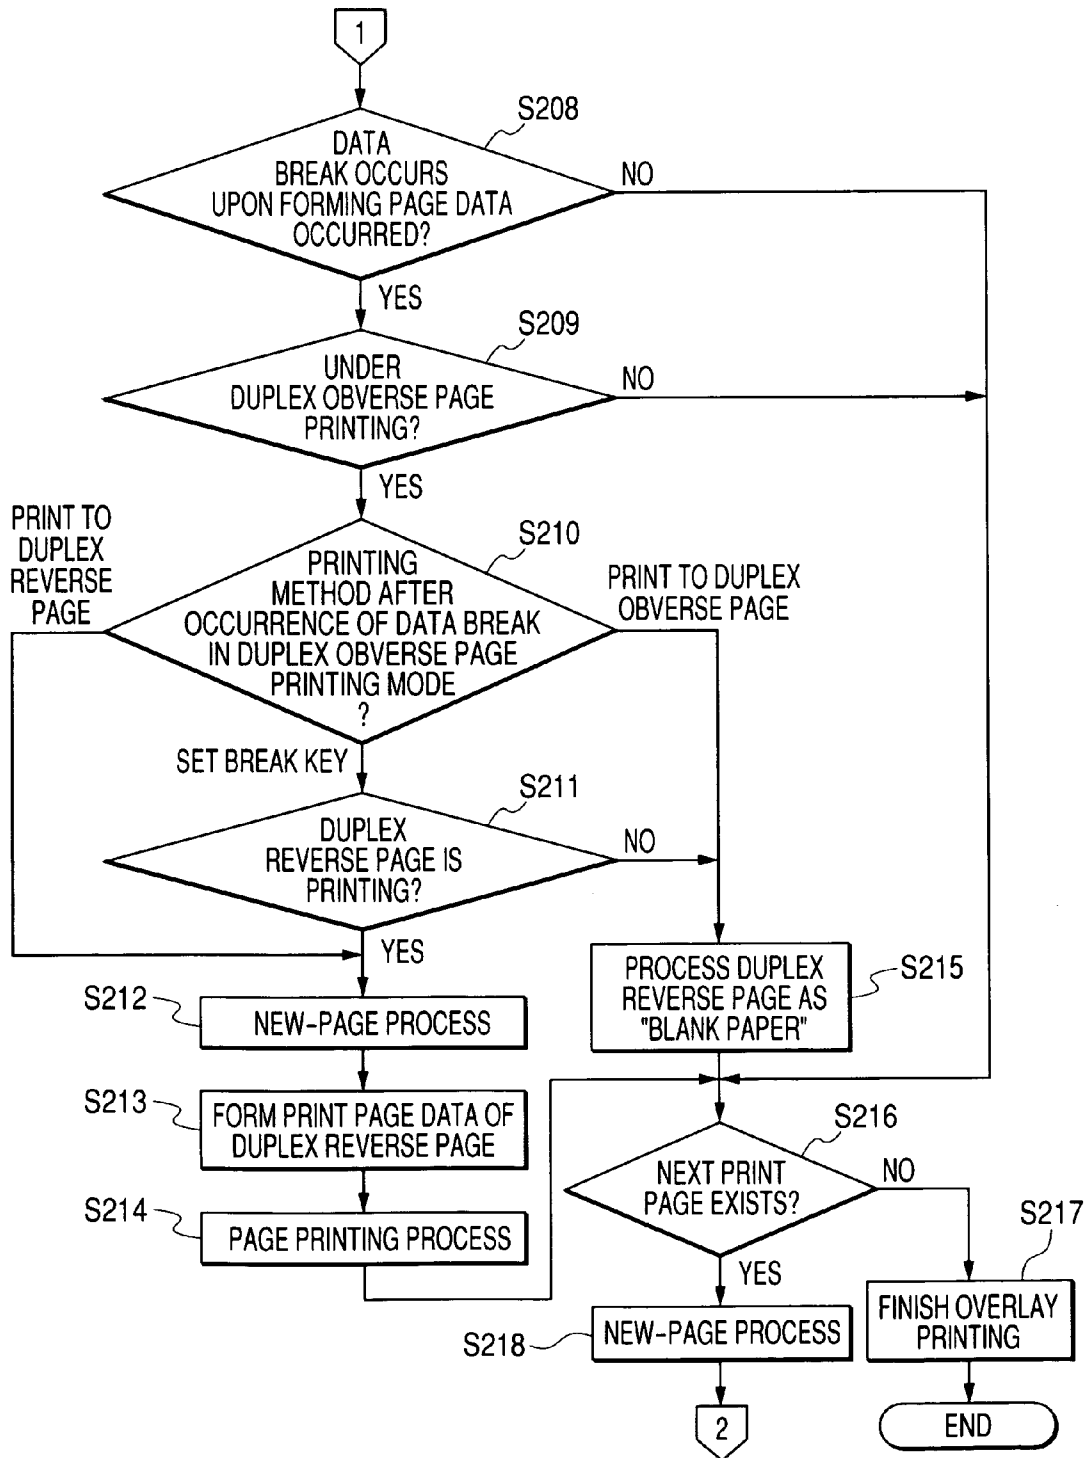 1
S208
DATA
BREAK OCCURS
UPON FORMING PAGE DATA
OCCURRED?
NO
YES
S209
UNDER
DUPLEX OBVERSE PAGE
PRINTING?
NO
YES
PRINT TO
DUPLEX
REVERSE
PAGE
S210
PRINTING
METHOD AFTER
OCCURRENCE OF DATA BREAK
IN DUPLEX OBVERSE PAGE
PRINTING MODE
?
PRINT TO DUPLEX
OBVERSE PAGE
SET BREAK KEY
S211
DUPLEX
REVERSE PAGE IS
PRINTING?
NO
YES
S212
NEW-PAGE PROCESS
S215
PROCESS DUPLEX
REVERSE PAGE AS
"BLANK PAPER"
S213
FORM PRINT PAGE DATA OF
DUPLEX REVERSE PAGE
S214
PAGE PRINTING PROCESS
S216
NEXT PRINT
PAGE EXISTS?
NO
YES
S217
FINISH OVERLAY
PRINTING
S218
NEW-PAGE PROCESS
2
END